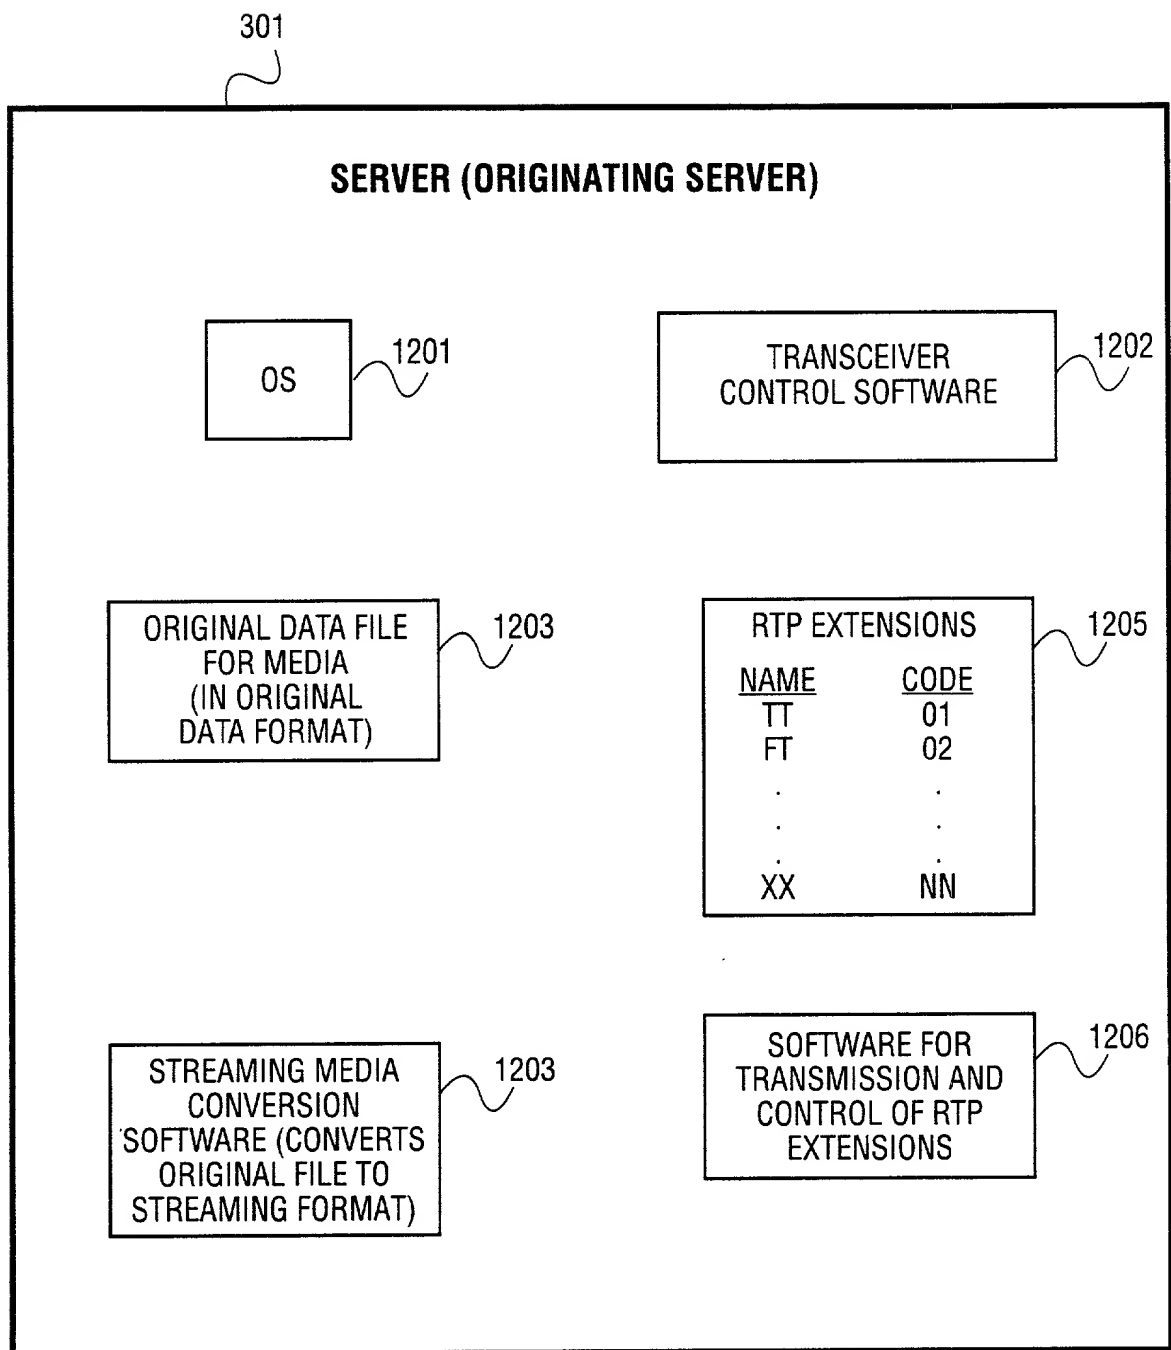 301
SERVER (ORIGINATING SERVER)
OS
1201
TRANSCEIVER
CONTROL SOFTWARE
1202
ORIGINAL DATA FILE
FOR MEDIA
(IN ORIGINAL
DATA FORMAT)
1203
RTP EXTENSIONS
NAME CODE
TT 01
FT 02
. .
. .
. .
XX NN
1205
STREAMING MEDIA
CONVERSION
SOFTWARE (CONVERTS
ORIGINAL FILE TO
STREAMING FORMAT)
1203
SOFTWARE FOR
TRANSMISSION AND
CONTROL OF RTP
EXTENSIONS
1206